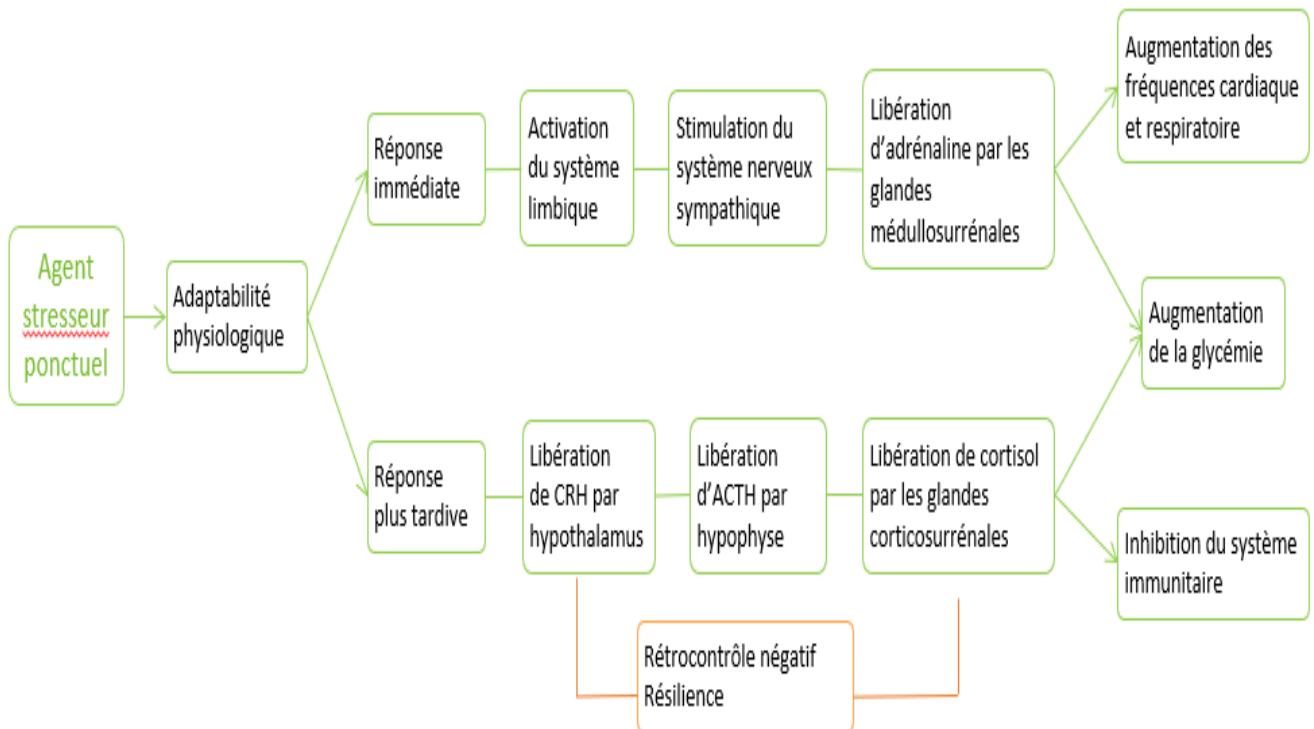 Agent
stresseur
ponctuel
Adaptabilité
physiologique
Réponse
immédiate
Activation
du système
limbique
Stimulation du
système nerveux
sympathique
Libération
d’adrénaline par les
glandes
médullosurrénales
Augmentation des
fréquences cardiaque
et respiratoire
Augmentation
de la glycémie
Réponse
plus tardive
Libération
de CRH par
hypothalamus
Libération
d’ACTH par
hypophyse
Libération de cortisol
par les glandes
corticosurrénales
Inhibition du système
immunitaire
Rétrocontrôle négatif
Résilience